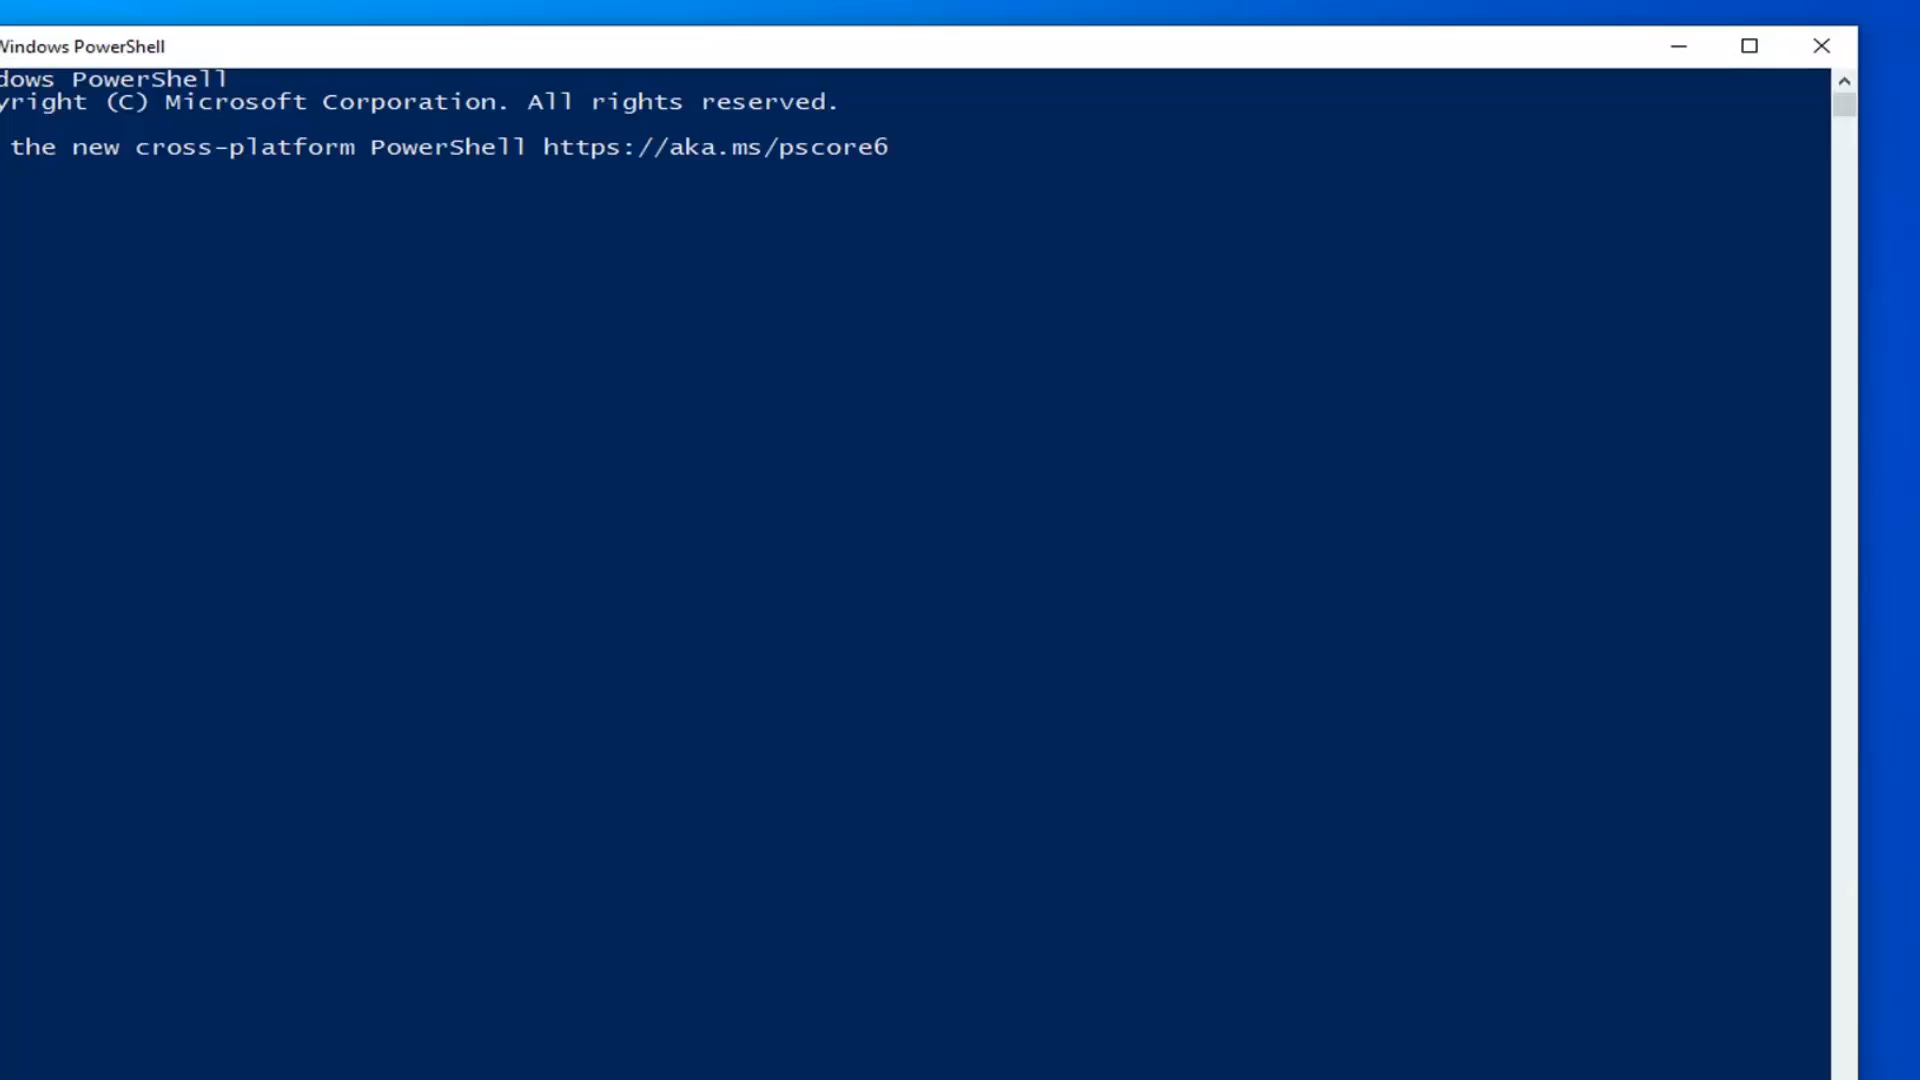 Windows PowerShell
dows PowerShell
yright (C) Microsoft Corporation. All rights reserved.
the new cross-platform PowerShell https://aka.ms/pscore6